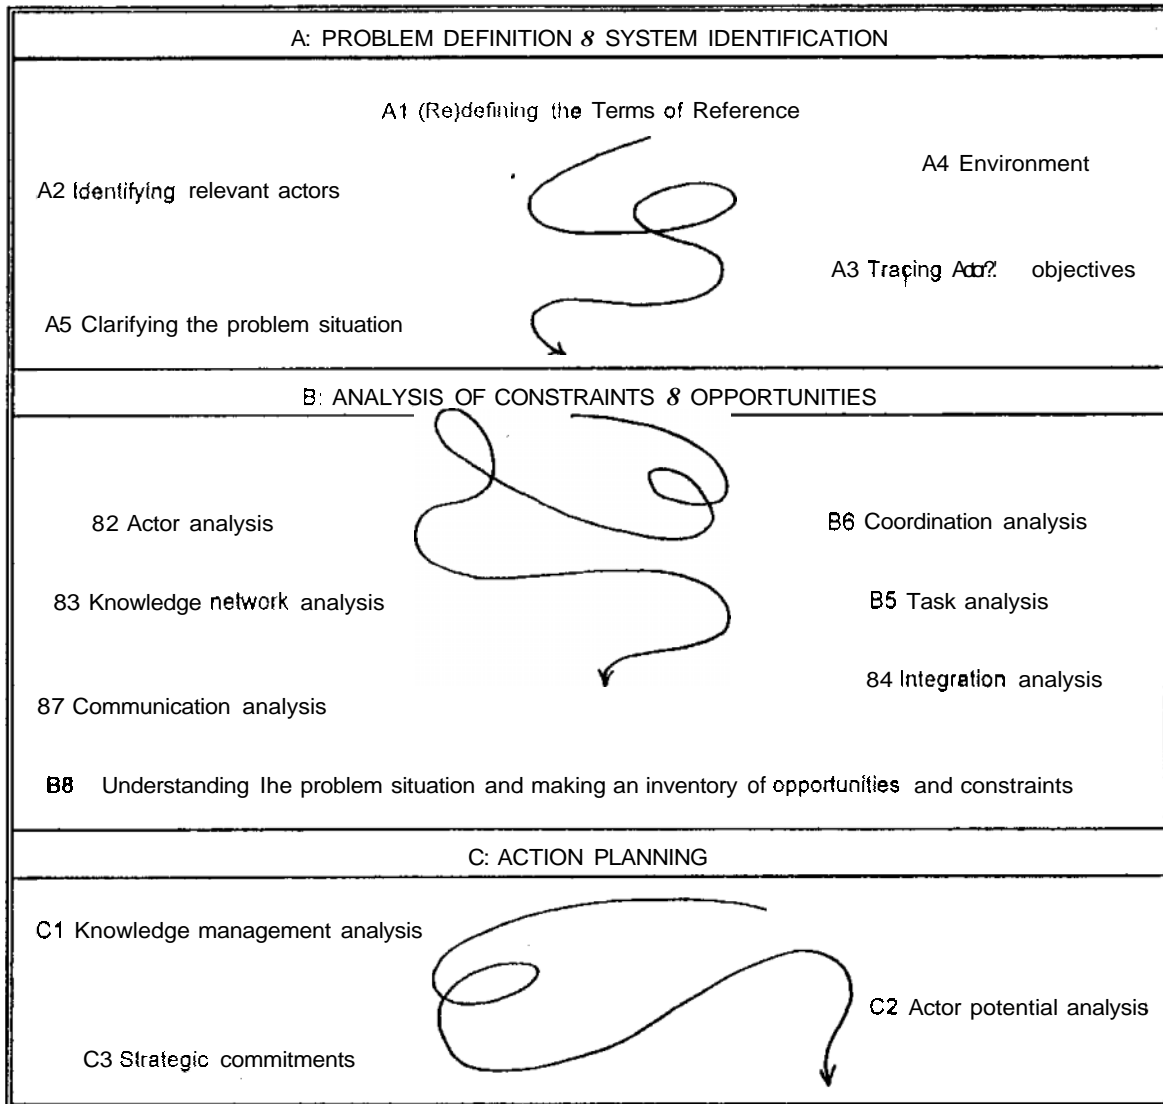 A: PROBLEM DEFINITION 8 SYSTEM IDENTIFICATION
A1 (Re)defining the Terms of Reference
A4 Environment
A2 Identifying relevant actors
A3 Tracing objectives
A5 Clarifying the problem situation
B: ANALYSIS OF CONSTRAINTS 8 OPPORTUNITIES
82 Actor analysis
B6 Coordination analysis
83 Knowledge network analysis
B5 Task analysis
84 Integration analysis
87 Communication analysis
B8 Understanding Ihe problem situation and making an inventory of opportunities and constraints
C: ACTION PLANNING
C1 Knowledge management analysis
C2 Actor potential analysis
C3 Strategic commitments